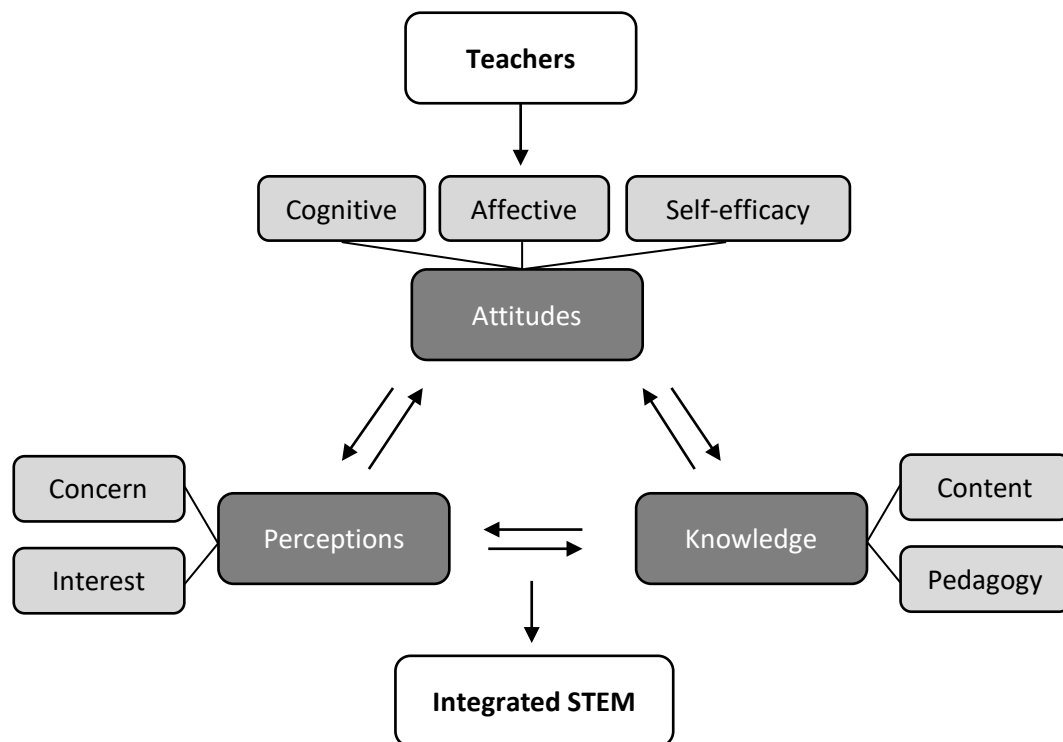 Teachers
Cognitive
Affective
Self-efficacy
Attitudes
Concern
Interest
Perceptions
Knowledge
Content
Pedagogy
Integrated STEM